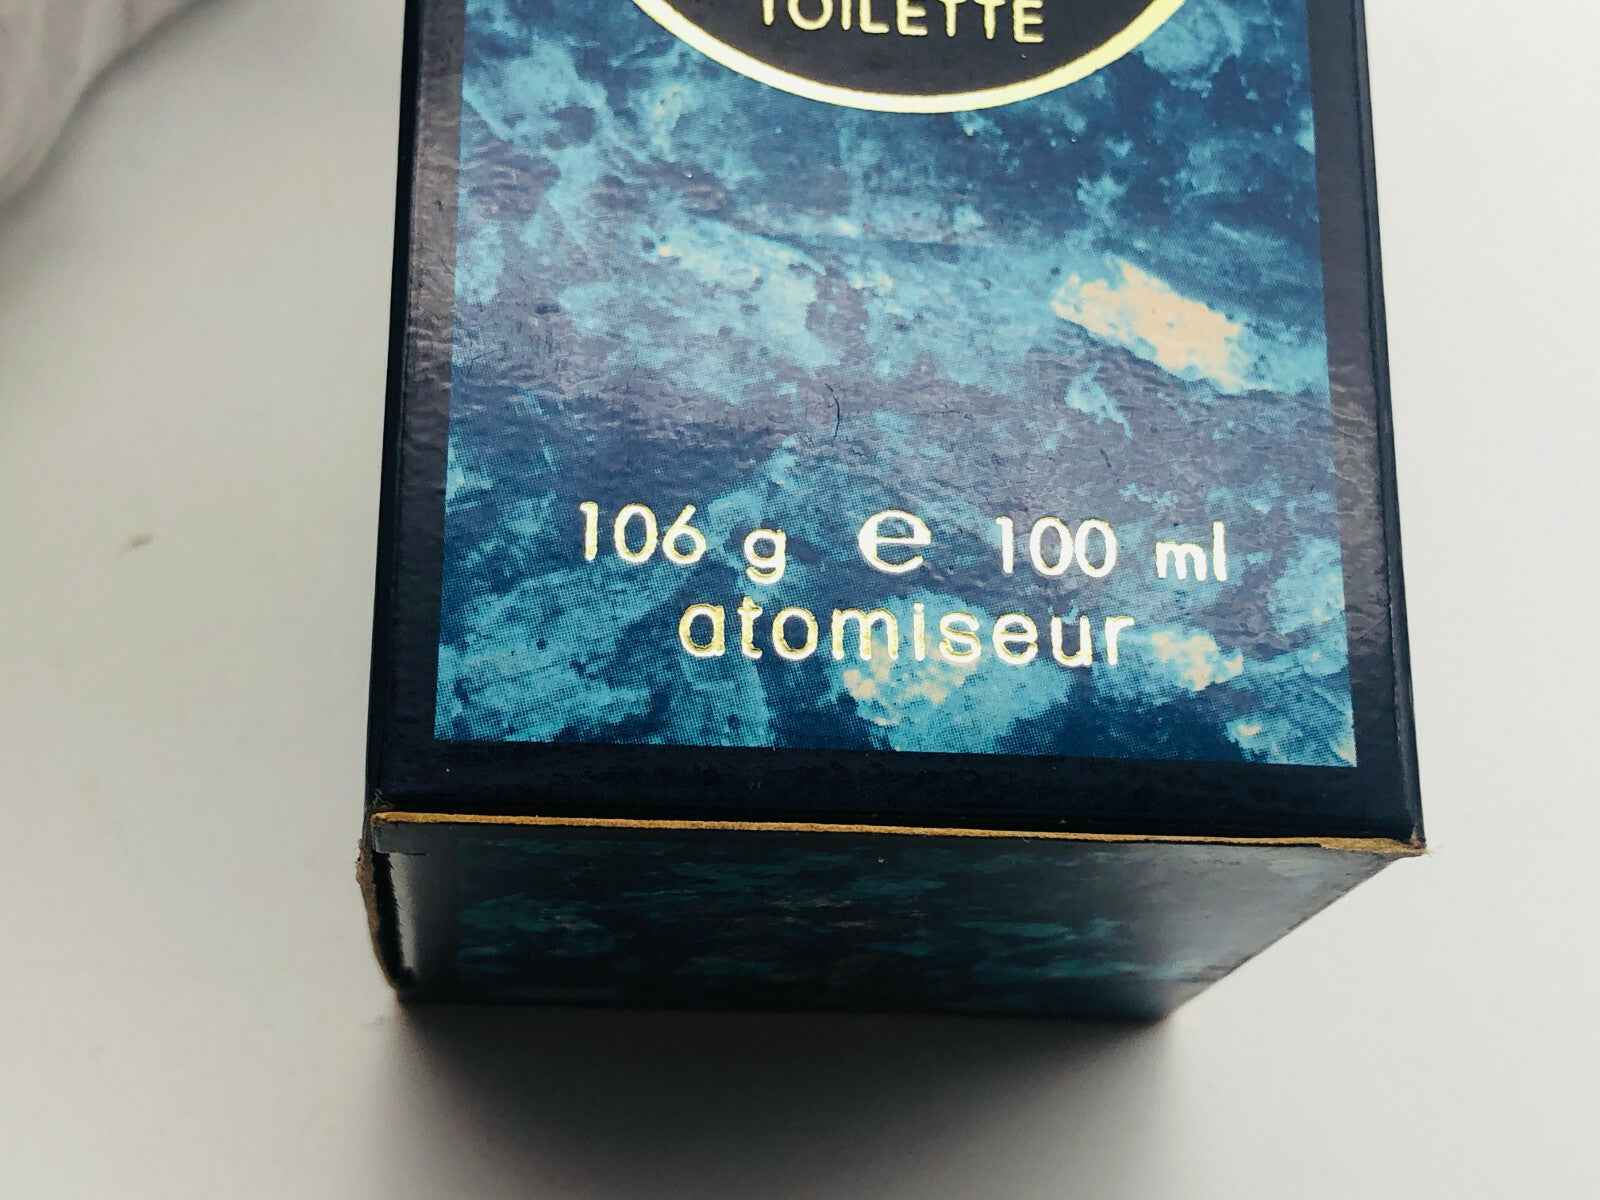 TOILETTE
106 g e 100 ml
atomiseur